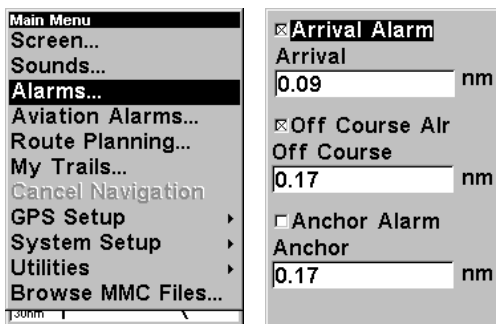 Main Menu
Screen...
Sounds...
Alarms...
Aviation Alarms...
Route Planning...
My Trails...
Cancel Navigation
GPS Setup
System Setup
Utilities
Browse MMC Files...
30nm
Arrival Alarm
Arrival
0.09 nm
Off Course Alr
Off Course
0.17 nm
Anchor Alarm
Anchor
0.17 nm